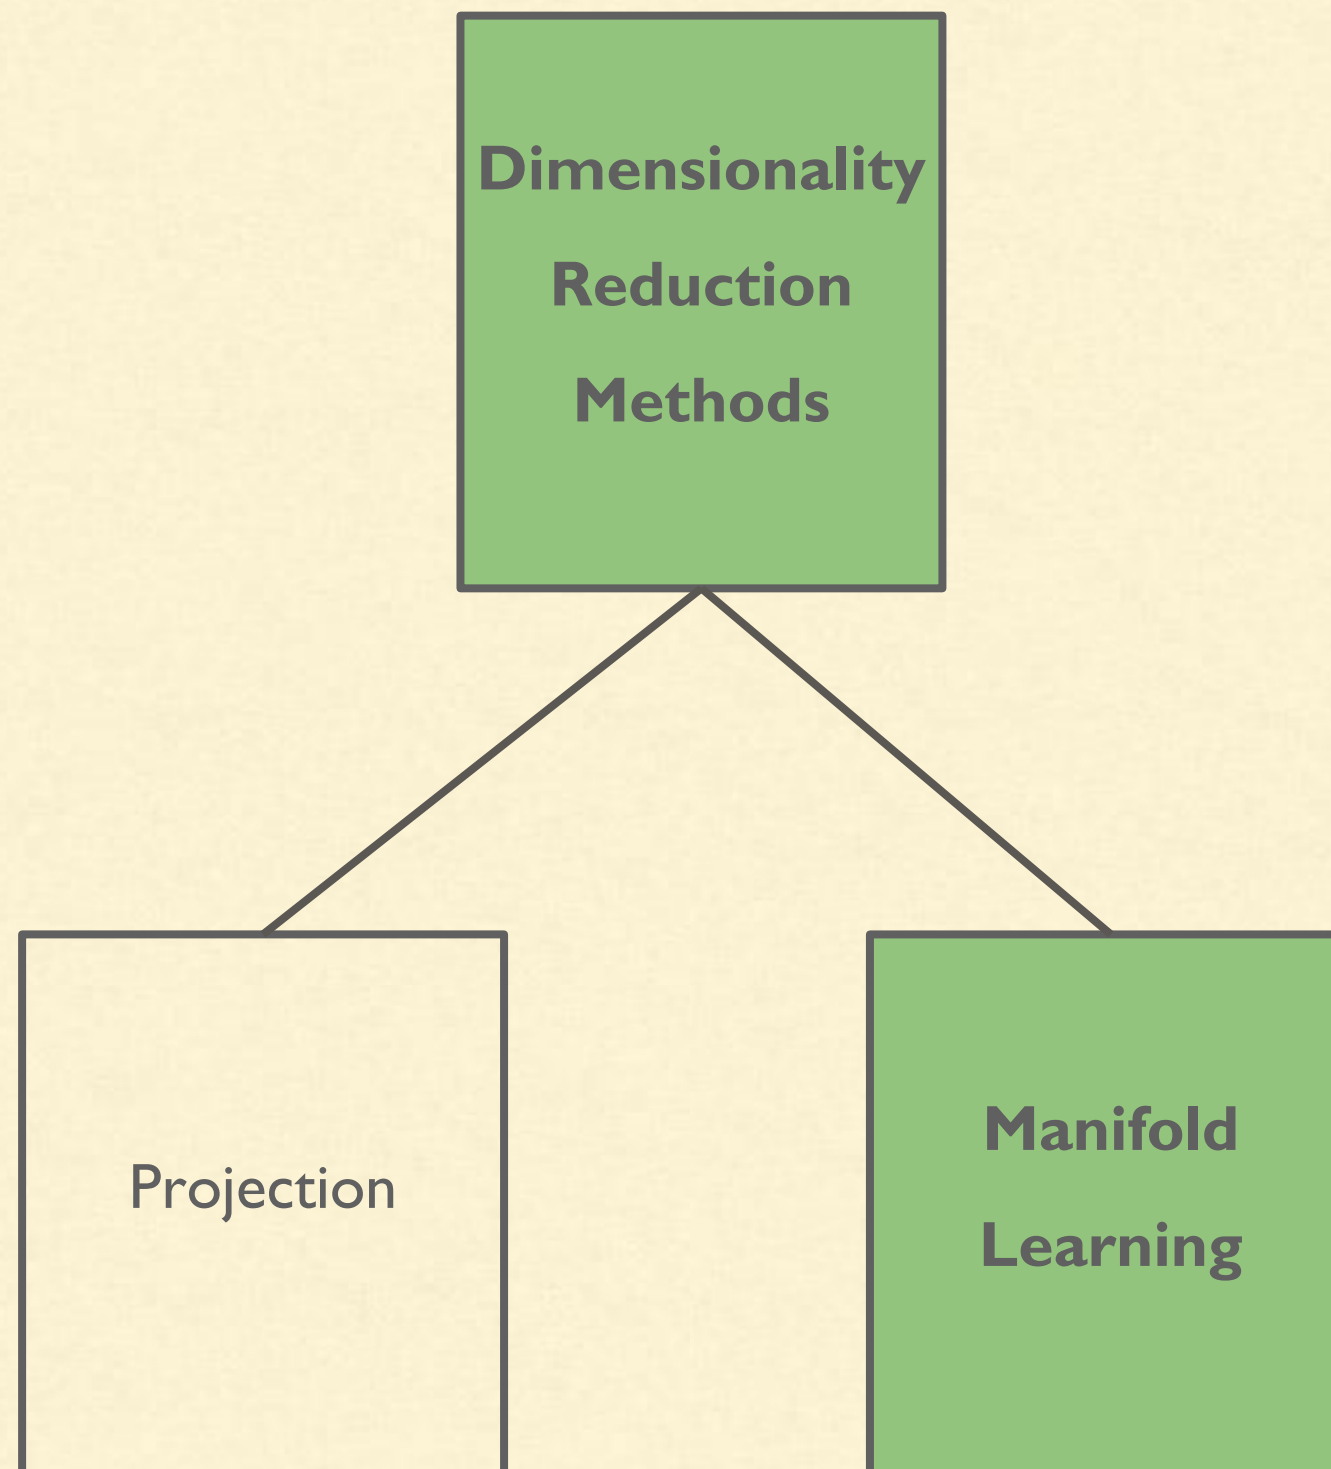 Dimensionality
Reduction
Methods
Projection
Manifold
Learning